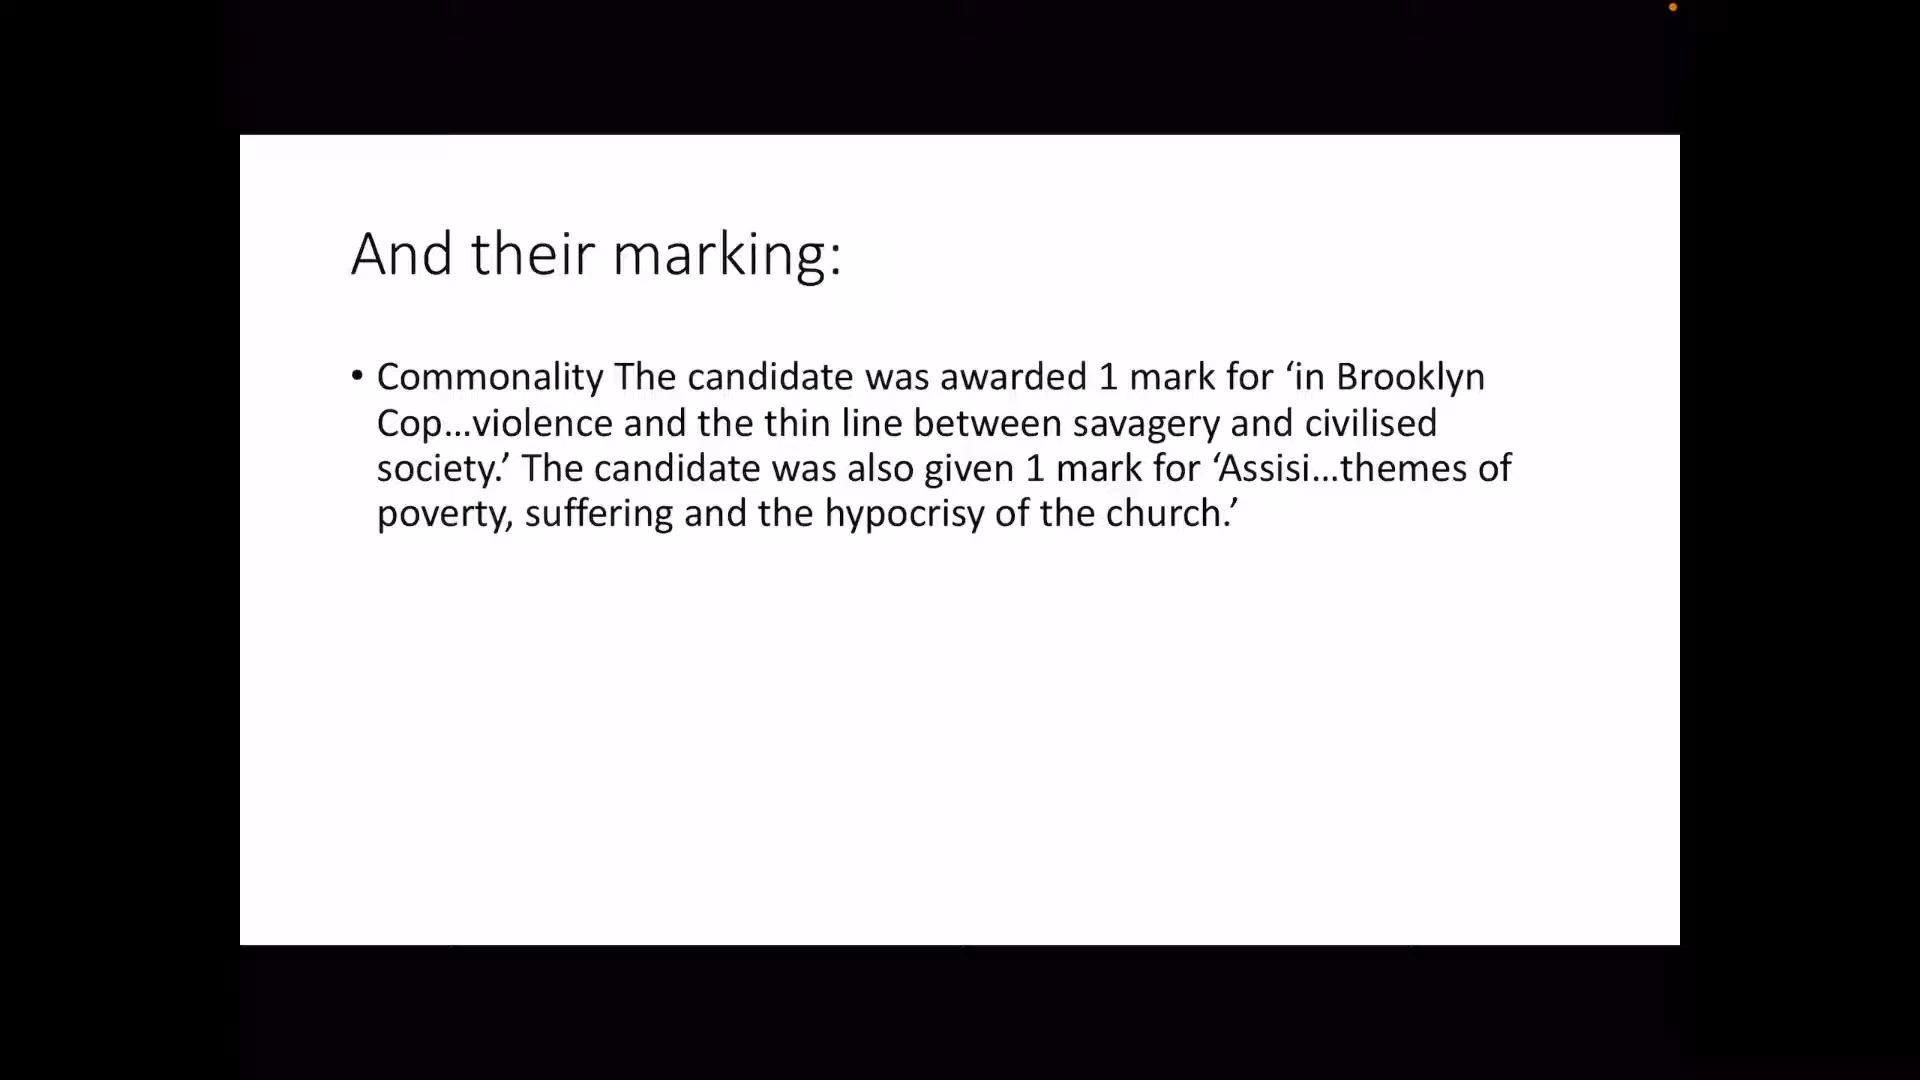 And their marking:
• Commonality The candidate was awarded 1 mark for ‘in Brooklyn
Cop…violence and the thin line between savagery and civilised
society.’ The candidate was also given 1 mark for ‘Assisi…themes of
poverty, suffering and the hypocrisy of the church.’